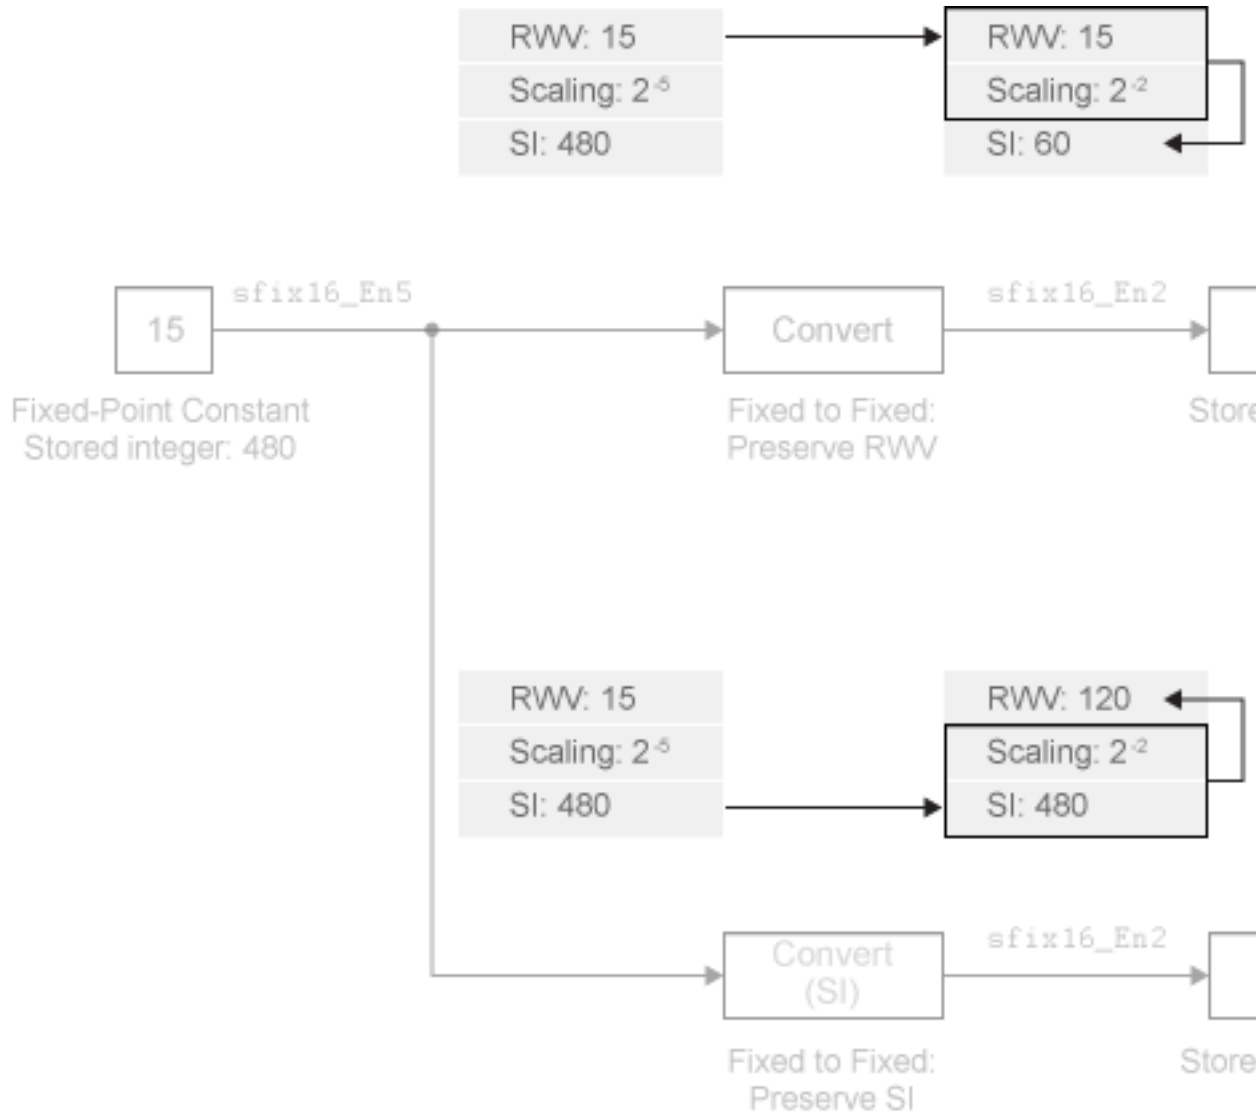 RWV: 15
Scaling: 2⁻⁵
SI: 480
RWV: 15
Scaling: 2⁻²
SI: 60
15
sfix16_En5
Convert
sfix16_En2
Fixed-Point Constant
Stored integer: 480
Fixed to Fixed:
Preserve RWV
Store
RWV: 15
Scaling: 2⁻⁵
SI: 480
RWV: 120
Scaling: 2⁻²
SI: 480
Convert
(SI)
sfix16_En2
Fixed to Fixed:
Preserve SI
Store